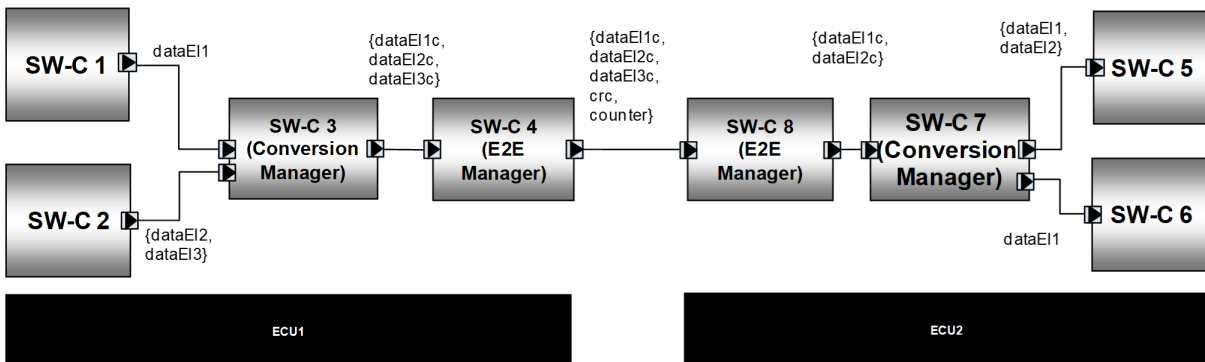 SW-C 1
dataEl1
SW-C 2
{dataEl2,
dataEl3}
SW-C 3
(Conversion
Manager)
{dataEl1c,
dataEl2c,
dataEl3c}
SW-C 4
(E2E
Manager)
{dataEl1c,
dataEl2c,
dataEl3c,
crc,
counter}
SW-C 8
(E2E
Manager)
{dataEl1c,
dataEl2c}
SW-C 7
(Conversion
Manager)
{dataEl1,
dataEl2}
SW-C 5
dataEl1
SW-C 6
ECU1
ECU2